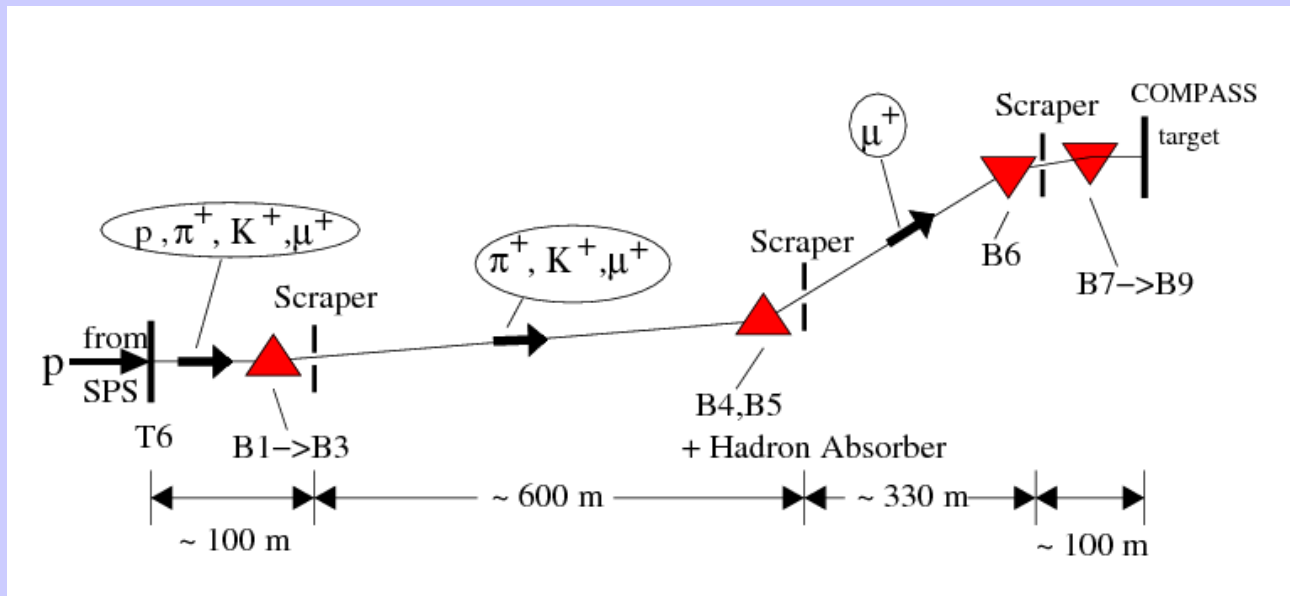 COMPASS
target
Scraper
μ⁺
p ,π⁺, K⁺,μ⁺
π⁺, K⁺,μ⁺
Scraper
B6
B7−>B9
Scraper
from
p
SPS
T6
B1−>B3
B4,B5
+ Hadron Absorber
~ 100 m
~ 600 m
~ 330 m
~ 100 m